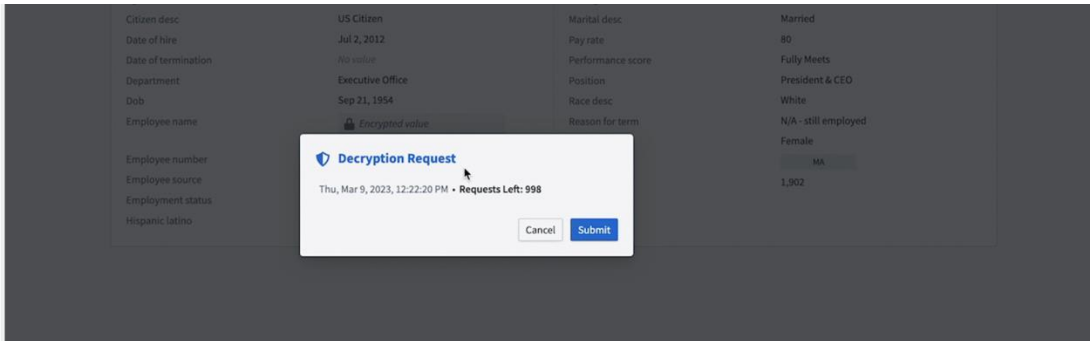 Citizen desc US Citizen Marital desc Married
Date of hire Jul 2, 2012 Pay rate 80
Date of termination No value Performance score Fully Meets
Department Executive Office Position President & CEO
Dob Sep 21, 1954 Race desc White
Employee name Encrypted value Reason for term N/A - still employed
Female
Employee number MA
Employee source 1,902
Employment status
Hispanic latino
Decryption Request
Thu, Mar 9, 2023, 12:22:20 PM • Requests Left: 998
Cancel Submit